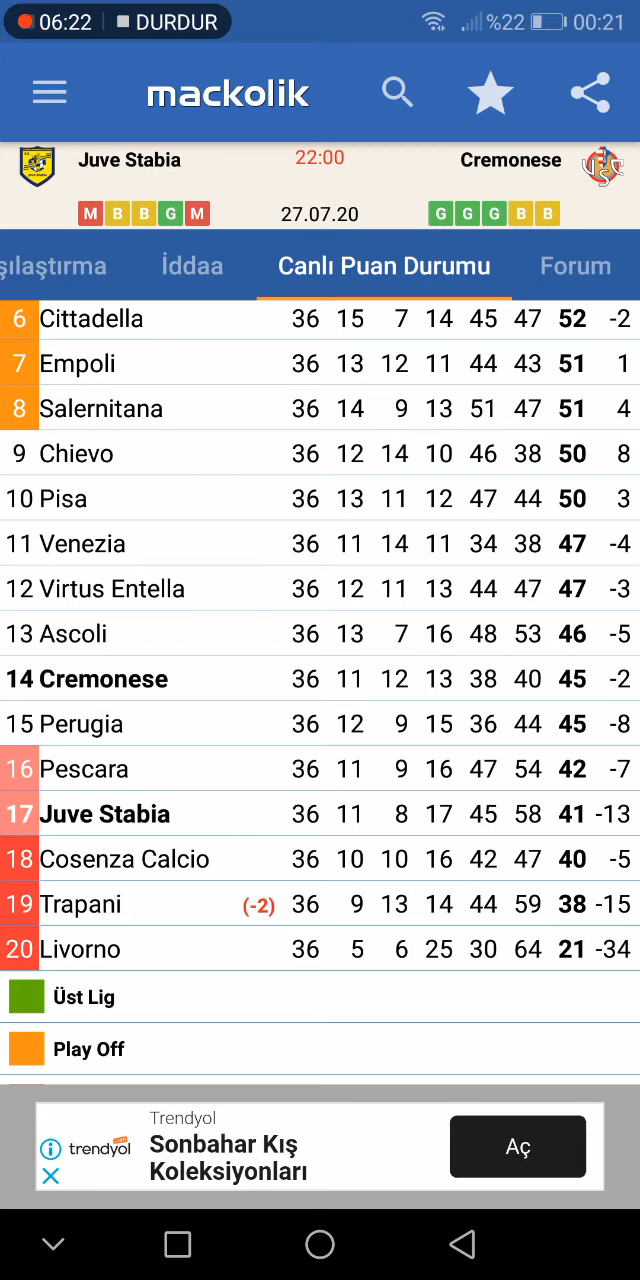 06:22 DURDUR %22 00:21
mackolik
Juve Stabia 22:00 Cremonese
M B B G M 27.07.20 G G G B B
şılaştırma İddaa Canlı Puan Durumu Forum
6 Cittadella 36 15 7 14 45 47 52 -2
7 Empoli 36 13 12 11 44 43 51 1
8 Salernitana 36 14 9 13 51 47 51 4
9 Chievo 36 12 14 10 46 38 50 8
10 Pisa 36 13 11 12 47 44 50 3
11 Venezia 36 11 14 11 34 38 47 -4
12 Virtus Entella 36 12 11 13 44 47 47 -3
13 Ascoli 36 13 7 16 48 53 46 -5
14 Cremonese 36 11 12 13 38 40 45 -2
15 Perugia 36 12 9 15 36 44 45 -8
16 Pescara 36 11 9 16 47 54 42 -7
17 Juve Stabia 36 11 8 17 45 58 41 -13
18 Cosenza Calcio 36 10 10 16 42 47 40 -5
19 Trapani (-2) 36 9 13 14 44 59 38 -15
20 Livorno 36 5 6 25 30 64 21 -34
Üst Lig
Play Off
Trendyol
trendyol.com
Sonbahar Kış
Koleksiyonları
Aç